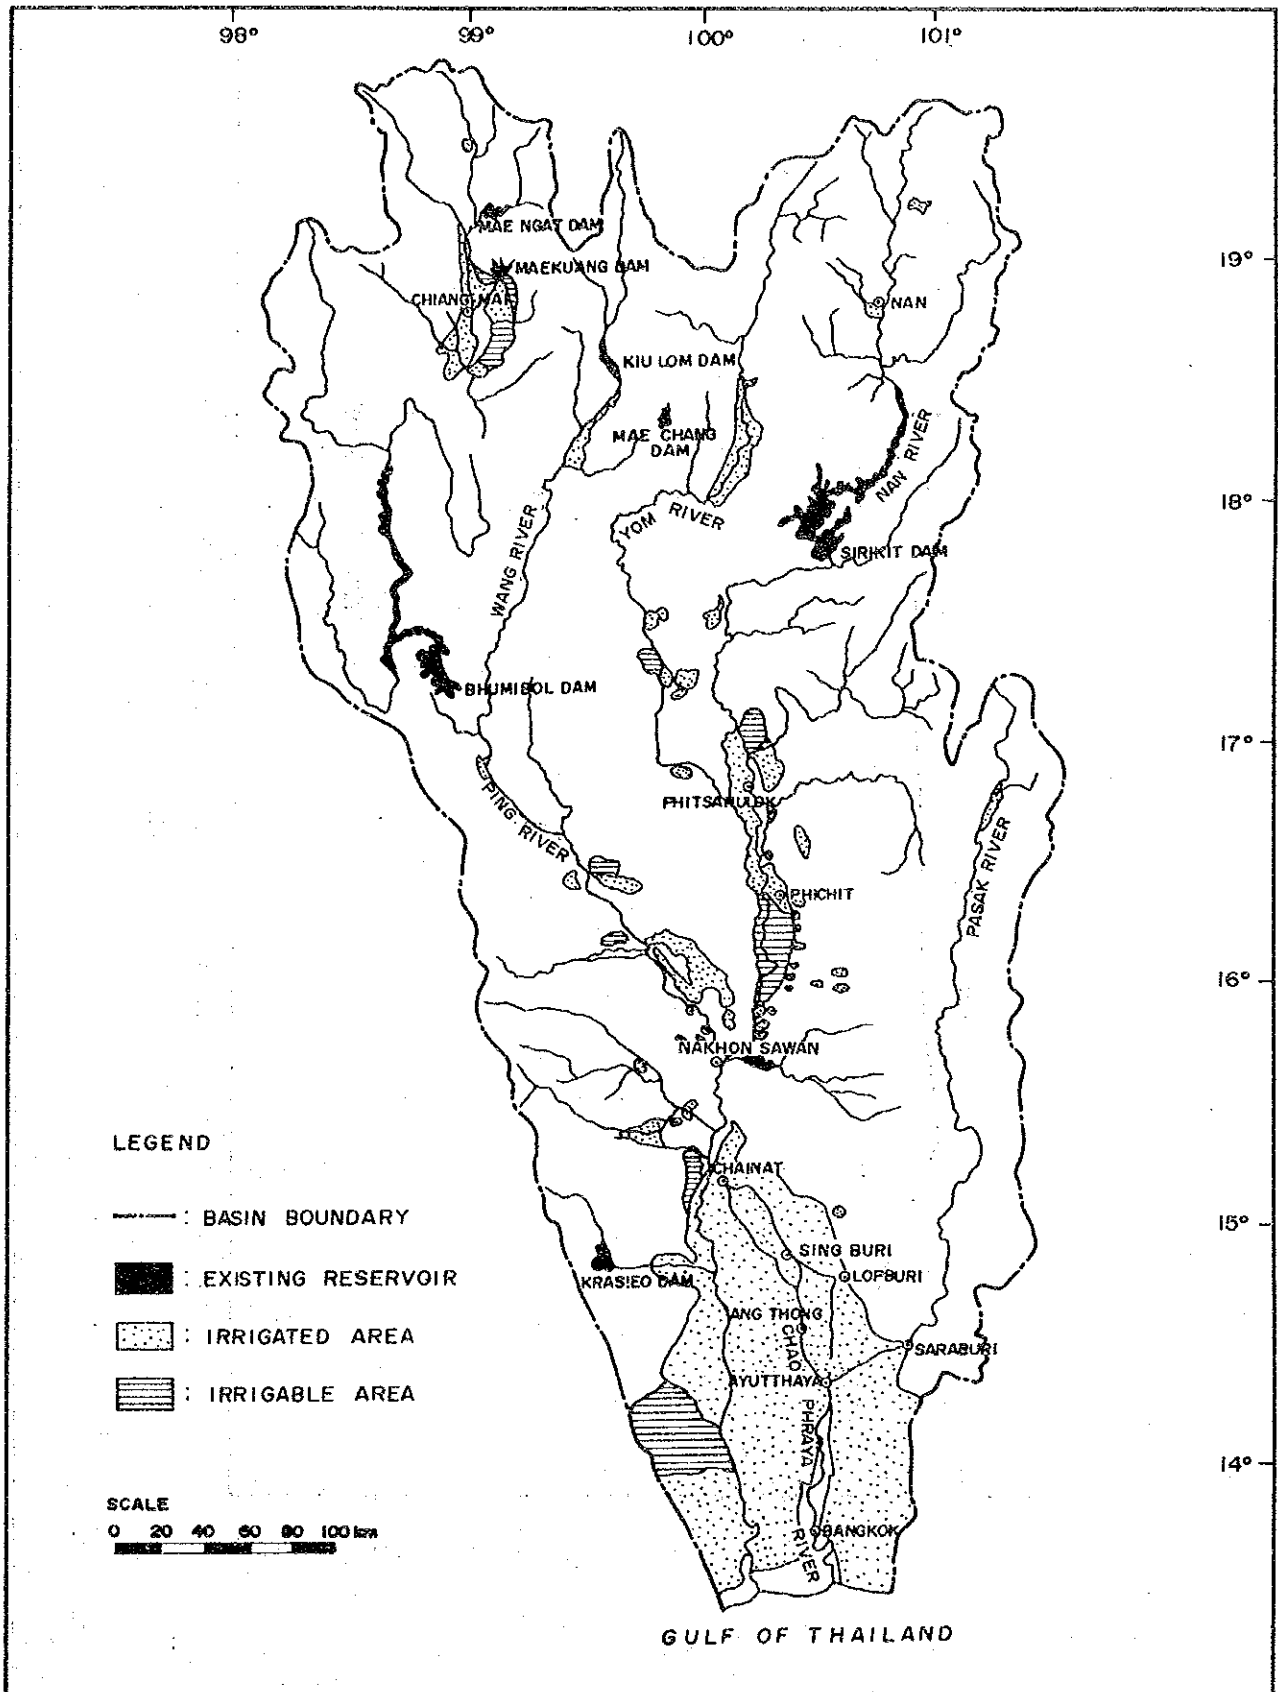 98° 99° 100° 101°
MAE NGAT DAM
19°
MAEKUANG DAM
CHIANG MAI
NAN
KIU LOM DAM
MAE CHANG
DAM
NAN RIVER
18°
YOM RIVER
WANG RIVER
SIRIKIT DAM
BHUMIBOL DAM
17°
PING RIVER
PHITSANULOK
PASAK RIVER
PHICHIT
16°
NAKHON SAWAN
LEGEND
CHAINAT
: BASIN BOUNDARY
15°
SING BURI
: EXISTING RESERVOIR
KRASIEO DAM
LOPBURI
ANG THONG
: IRRIGATED AREA
SARABURI
AYUTTHAYA
: IRRIGABLE AREA
CHAO PHRAYA RIVER
14°
SCALE
0 20 40 60 80 100 km
BANGKOK
GULF OF THAILAND